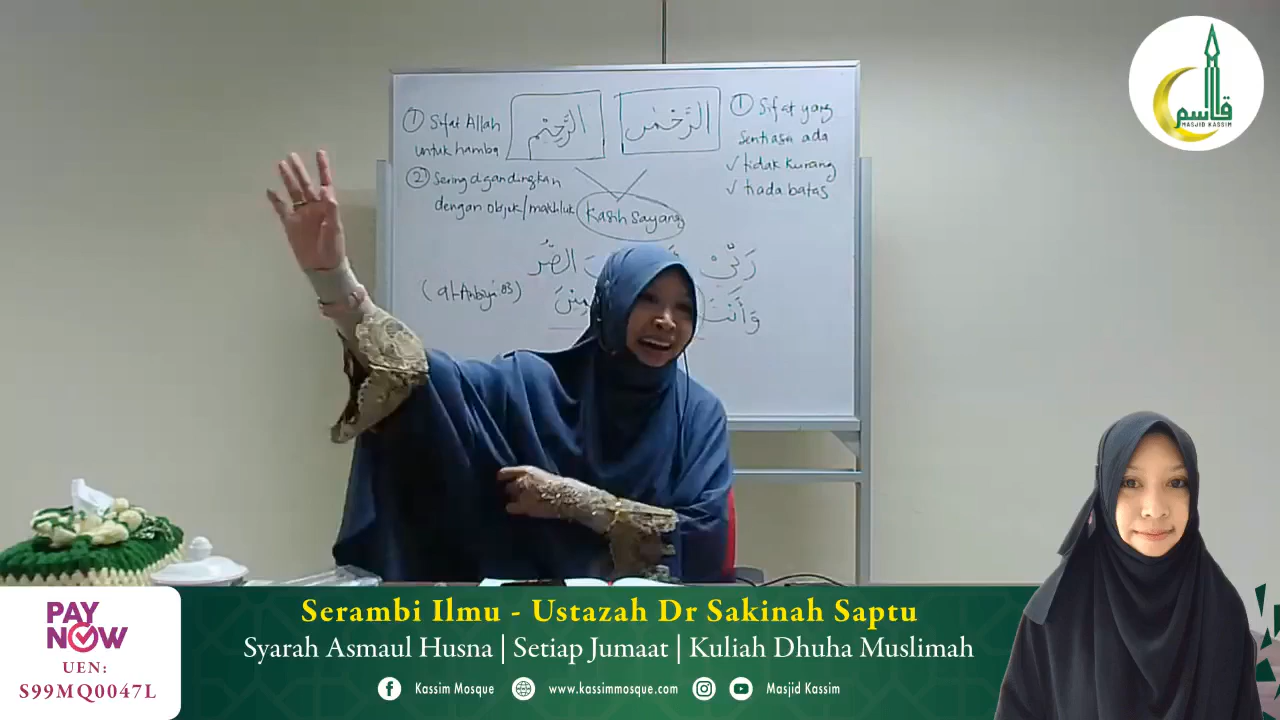 ① Sifat Allah
untuk hamba
② Sering digandingkan
dengan objek/makhluk
الرَّحِيْم
الرَّحْمٰن
① Sifat yang
sentiasa ada
✓ tidak kurang
✓ tiada batas
Kasih Sayang
رَبِّيْ الضُّر
وَأَنْتَ
(al-Anbiya 83)
قاسم
MASJID KASSIM
PAY
NOW
UEN:
S99MQ0047L
Serambi Ilmu - Ustazah Dr Sakinah Saptu
Syarah Asmaul Husna | Setiap Jumaat | Kuliah Dhuha Muslimah
Kassim Mosque www.kassimmosque.com Masjid Kassim